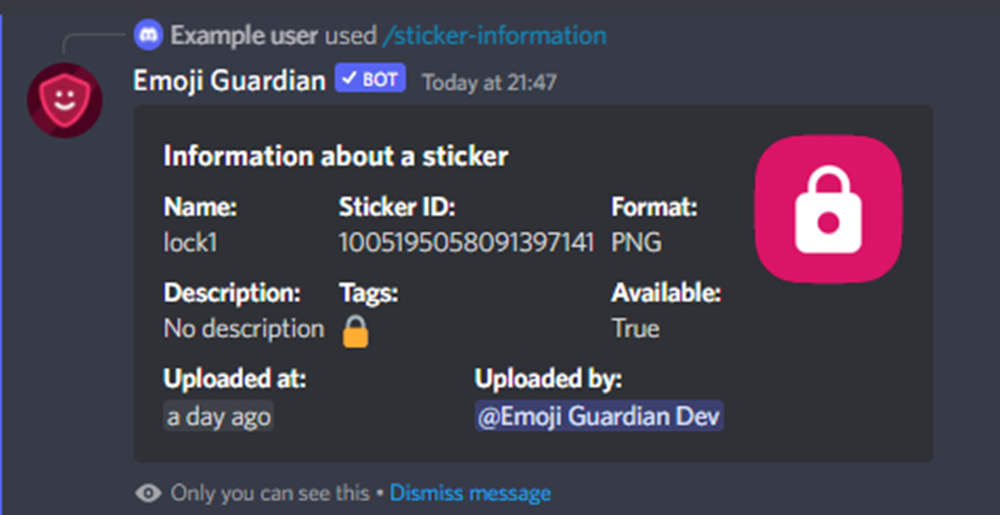 Example user used /sticker-information
Emoji Guardian ✓ BOT Today at 21:47
Information about a sticker
Name: Sticker ID: Format:
lock1 1005195058091397141 PNG
Description: Tags: Available:
No description 🔒 True
Uploaded at: Uploaded by:
a day ago @Emoji Guardian Dev
Only you can see this • Dismiss message